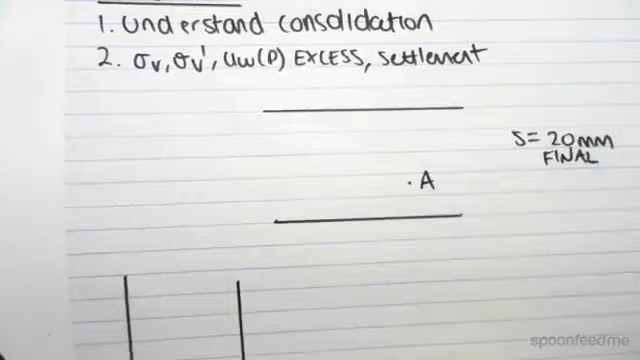 1. Understand consolidation
2. σv, σv', uw(p) EXCESS, settlement
S= 20mm
FINAL
. A
spoonfeedme